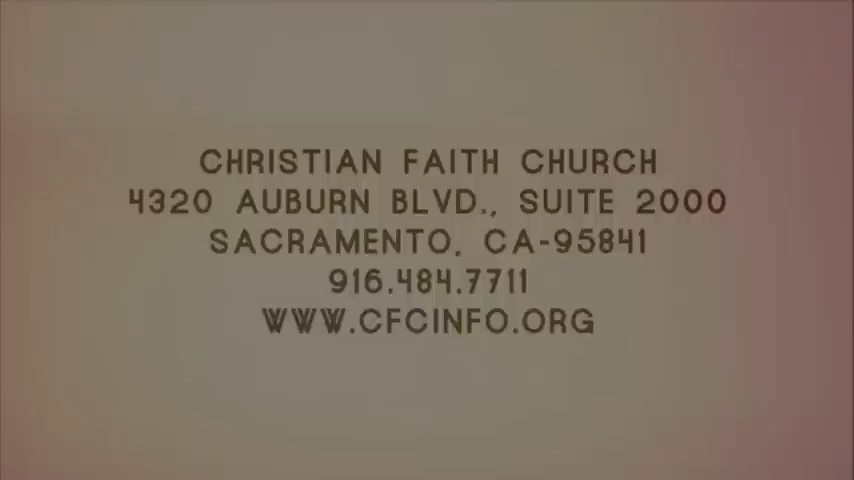 CHRISTIAN FAITH CHURCH
4320 AUBURN BLVD., SUITE 2000
SACRAMENTO, CA-95841
916.484.7711
WWW.CFCINFO.ORG